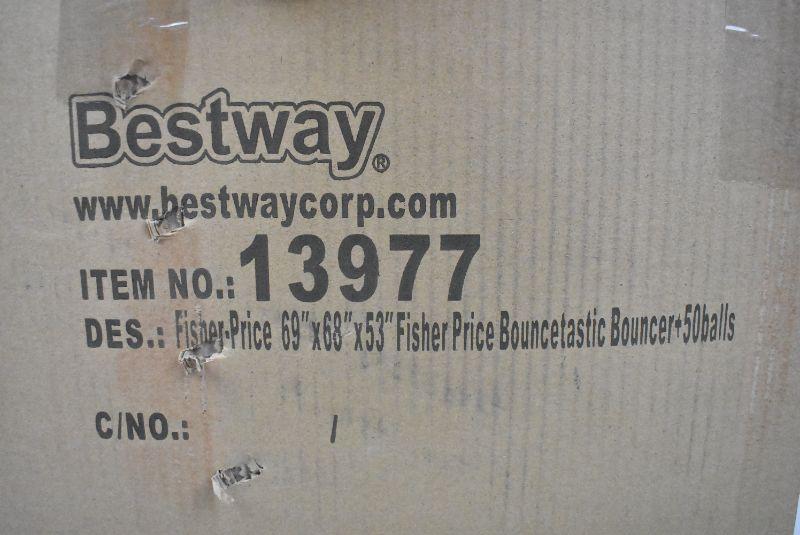 Bestway®
www.bestwaycorp.com
ITEM NO.: 13977
DES.: Fisher-Price 69"x68"x53" Fisher Price Bouncetastic Bouncer+50balls
C/NO.: /